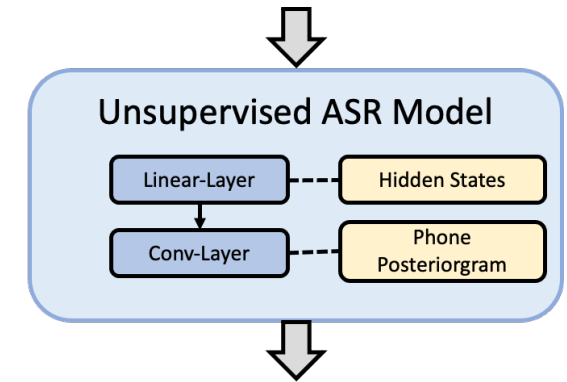 Unsupervised ASR Model
Linear-Layer
Hidden States
Conv-Layer
Phone
Posteriorgram